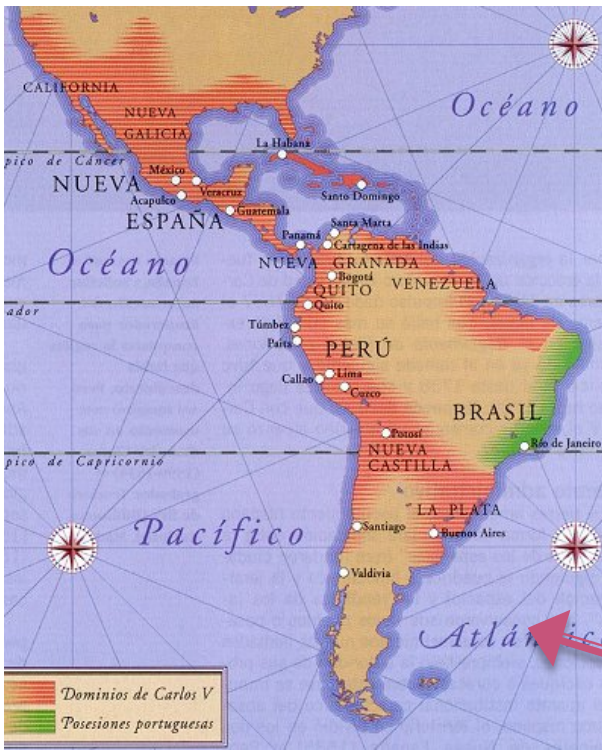 CALIFORNIA
Océano
NUEVA
GALICIA
La Habana
pico de Cáncer
México
NUEVA
Veracruz
Santo Domingo
Acapulco
Guatemala
ESPAÑA
Santa Marta
Panamá
Cartagena de las Indias
Océano
NUEVA GRANADA
Bogotá
VENEZUELA
QUITO
Quito
ador
Túmbez
Paita
PERÚ
Lima
Callao
Cuzco
BRASIL
Potosí
Río de Janeiro
NUEVA
CASTILLA
pico de Capricornio
LA PLATA
Pacífico
Santiago
Buenos Aires
Valdivia
Atlántico
Dominios de Carlos V
Posesiones portuguesas